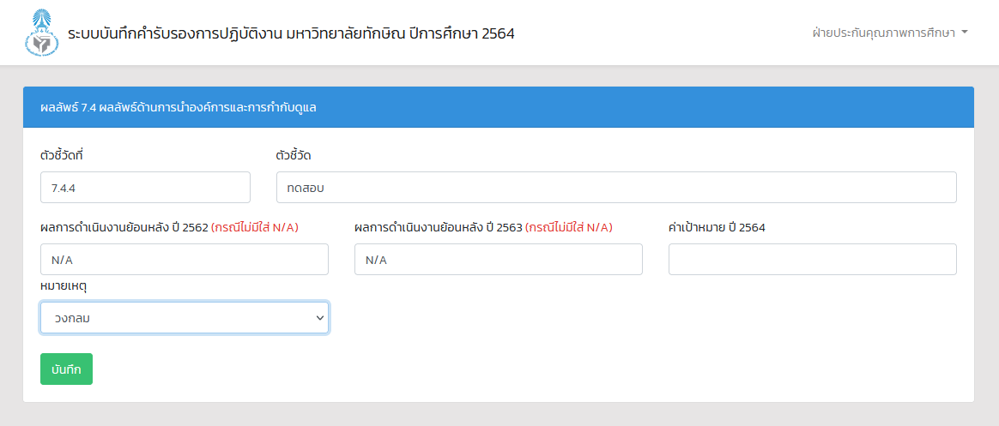 ระบบบันทึกคำรับรองการปฏิบัติงาน มหาวิทยาลัยทักษิณ ปีการศึกษา 2564
ฝ่ายประกันคุณภาพการศึกษา
ผลลัพธ์ 7.4 ผลลัพธ์ด้านการนำองค์การและการกำกับดูแล
ตัวชี้วัดที่ ตัวชี้วัด
7.4.4 ทดสอบ
ผลการดำเนินงานย้อนหลัง ปี 2562 (กรณีไม่มีใส่ N/A) ผลการดำเนินงานย้อนหลัง ปี 2563 (กรณีไม่มีใส่ N/A) ค่าเป้าหมาย ปี 2564
N/A N/A
หมายเหตุ
วงกลม
บันทึก